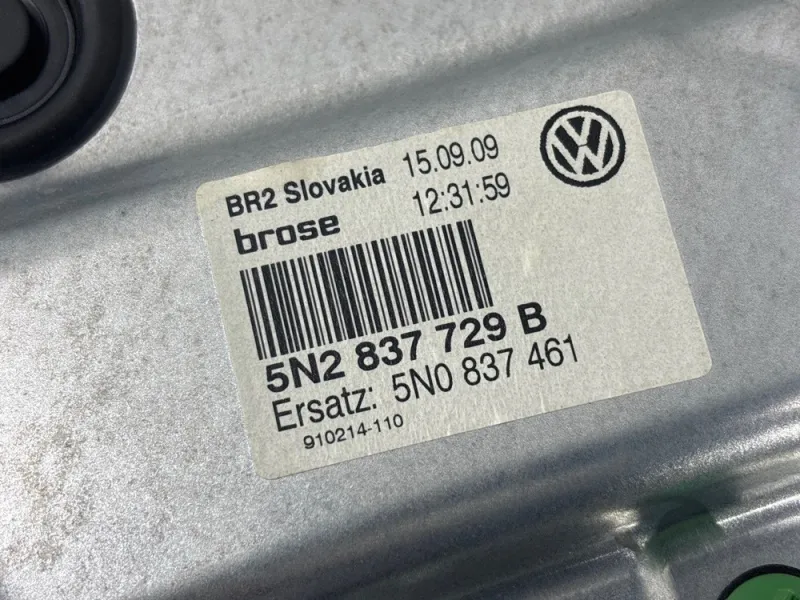 BR2 Slovakia 15.09.09
brose 12:31:59
5N2 837 729 B
Ersatz: 5N0 837 461
910214-110